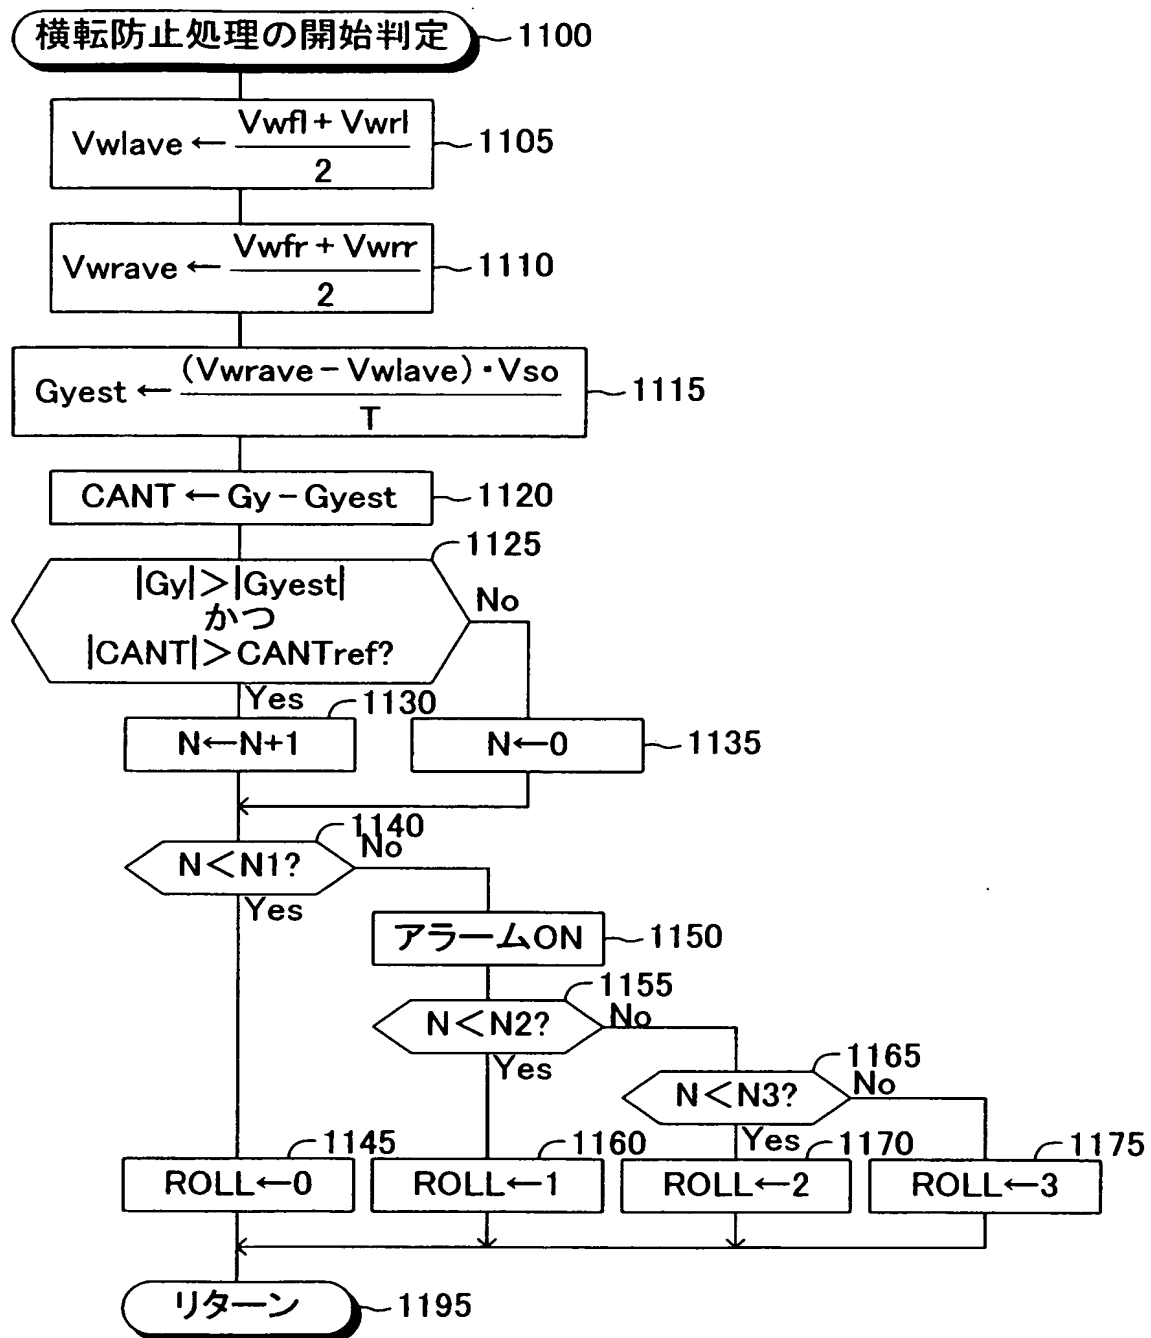 横転防止処理の開始判定 1100
Vwlave ← (Vwfl + Vwrl) / 2 1105
Vwrave ← (Vwfr + Vwrr) / 2 1110
Gyest ← (Vwrave − Vwlave)・Vso / T 1115
CANT ← Gy − Gyest 1120
1125
|Gy|>|Gyest|
かつ
|CANT|>CANTref?
No
Yes
1130
N←N+1
N←0 1135
1140
N<N1?
No
Yes
アラームON 1150
1155
N<N2?
No
Yes
1165
N<N3?
No
Yes
1145
ROLL←0
1160
ROLL←1
1170
ROLL←2
1175
ROLL←3
リターン 1195